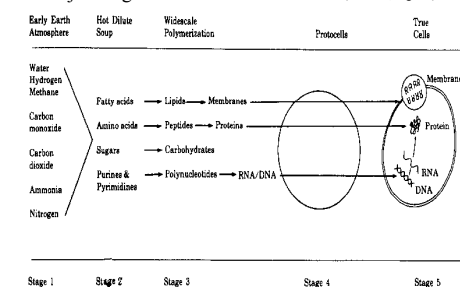 Early Earth Hot Dilute Widescale True
Atmosphere Soup Polymerization Protocells Cells
Water
Hydrogen
Methane
Carbon
monoxide
Carbon
dioxide
Ammonia
Nitrogen
Fatty acids Lipids Membranes
Amino acids Peptides Proteins
Sugars Carbohydrates
Purines & Polynucleotides RNA/DNA
Pyrimidines
Membrane
Protein
RNA
DNA
Stage 1 Stage 2 Stage 3 Stage 4 Stage 5